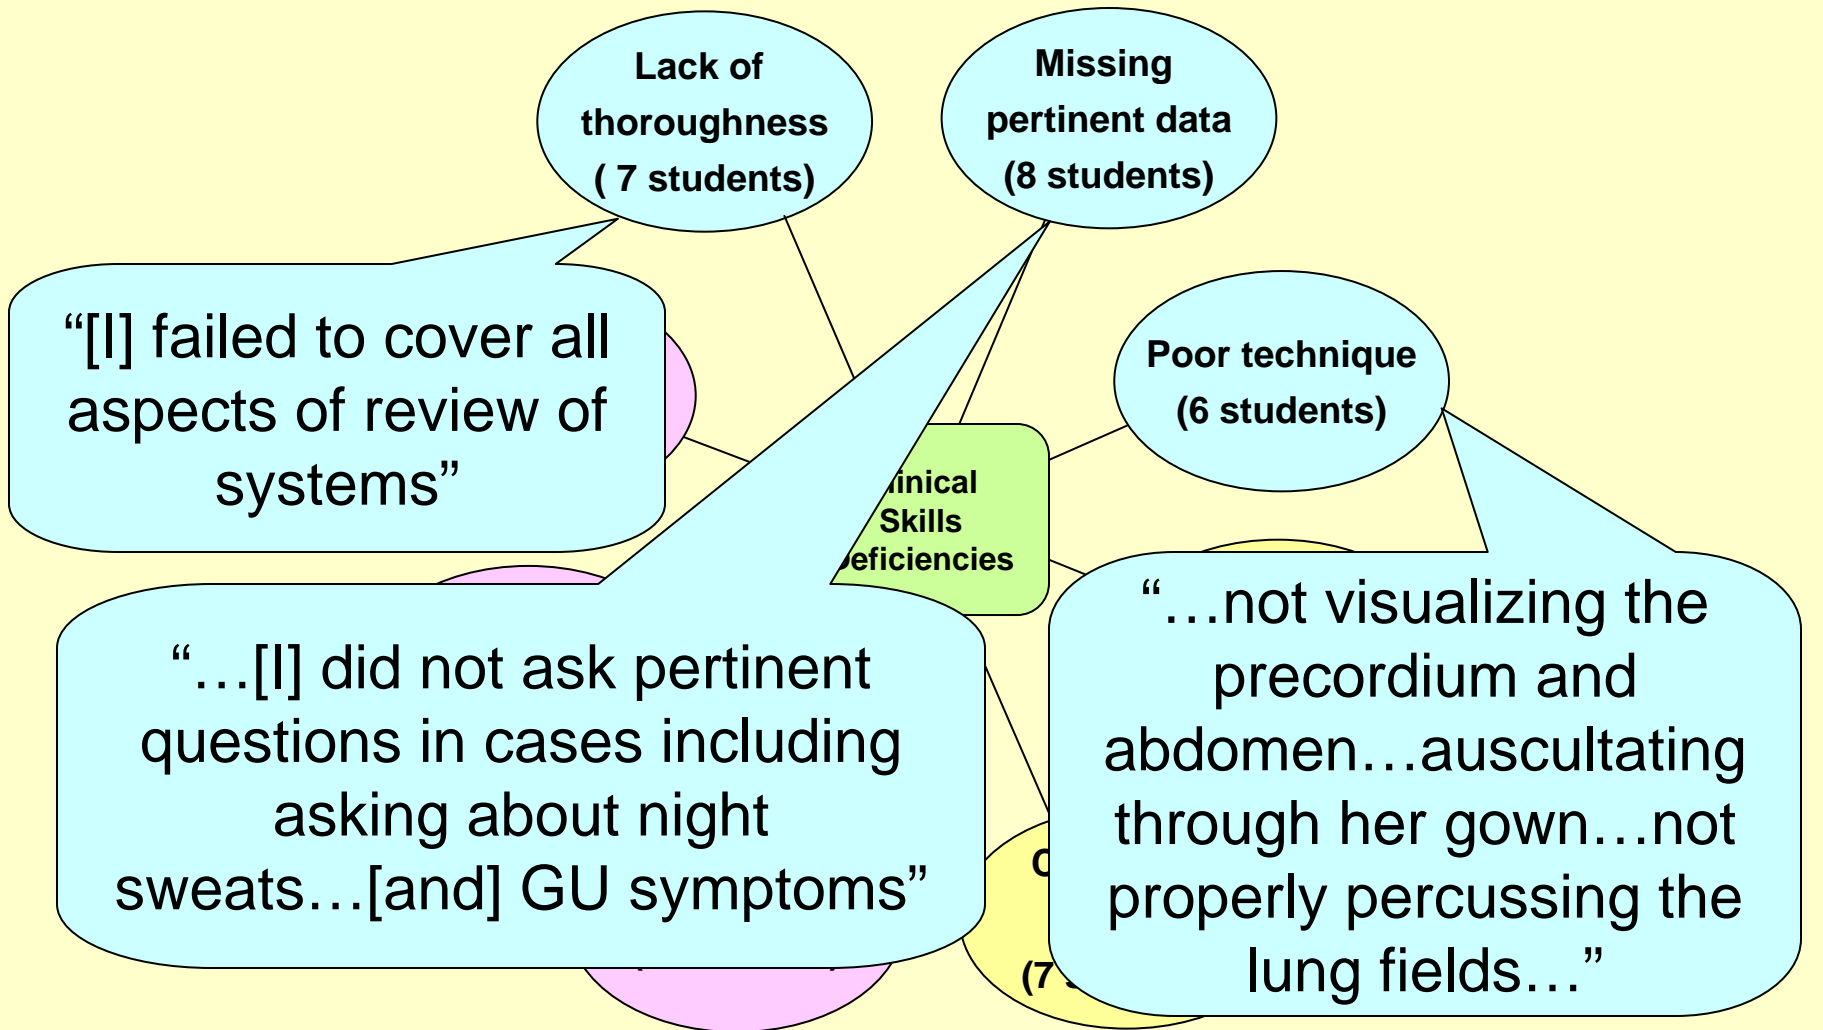 Lack of
thoroughness
( 7 students)
Missing
pertinent data
(8 students)
“[I] failed to cover all
aspects of review of
systems”
Poor technique
(6 students)
Skills
“…[I] did not ask pertinent
questions in cases including
asking about night
sweats…[and] GU symptoms”
“…not visualizing the
precordium and
abdomen…auscultating
through her gown…not
properly percussing the
lung fields…”
(7